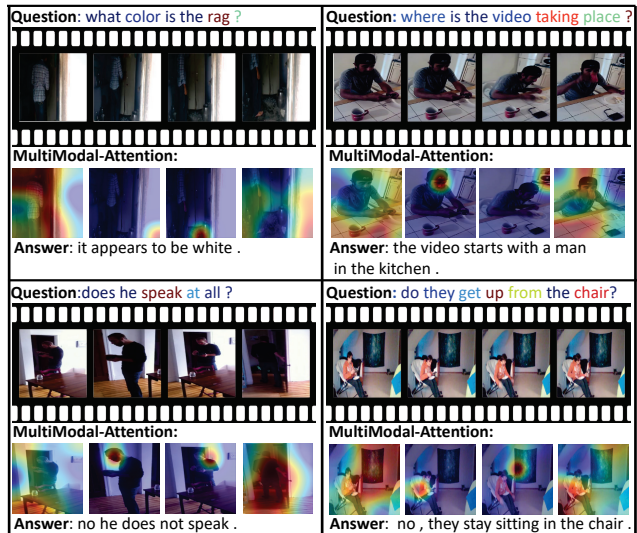 Question: what color is the rag ?
MultiModal-Attention:
Answer: it appears to be white .
Question: where is the video taking place ?
MultiModal-Attention:
Answer: the video starts with a man
in the kitchen .
Question:does he speak at all ?
MultiModal-Attention:
Answer: no he does not speak .
Question: do they get up from the chair?
MultiModal-Attention:
Answer: no , they stay sitting in the chair .